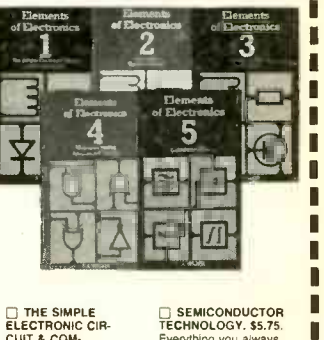 Elements
of Electronics
1
Elements
of Electronics
2
Elements
of Electronics
3
Elements
of Electronics
4
Elements
of Electronics
5
THE SIMPLE
ELECTRONIC CIR-
CUIT & COM-
SEMICONDUCTOR
TECHNOLOGY. $5.75.
Everything you always